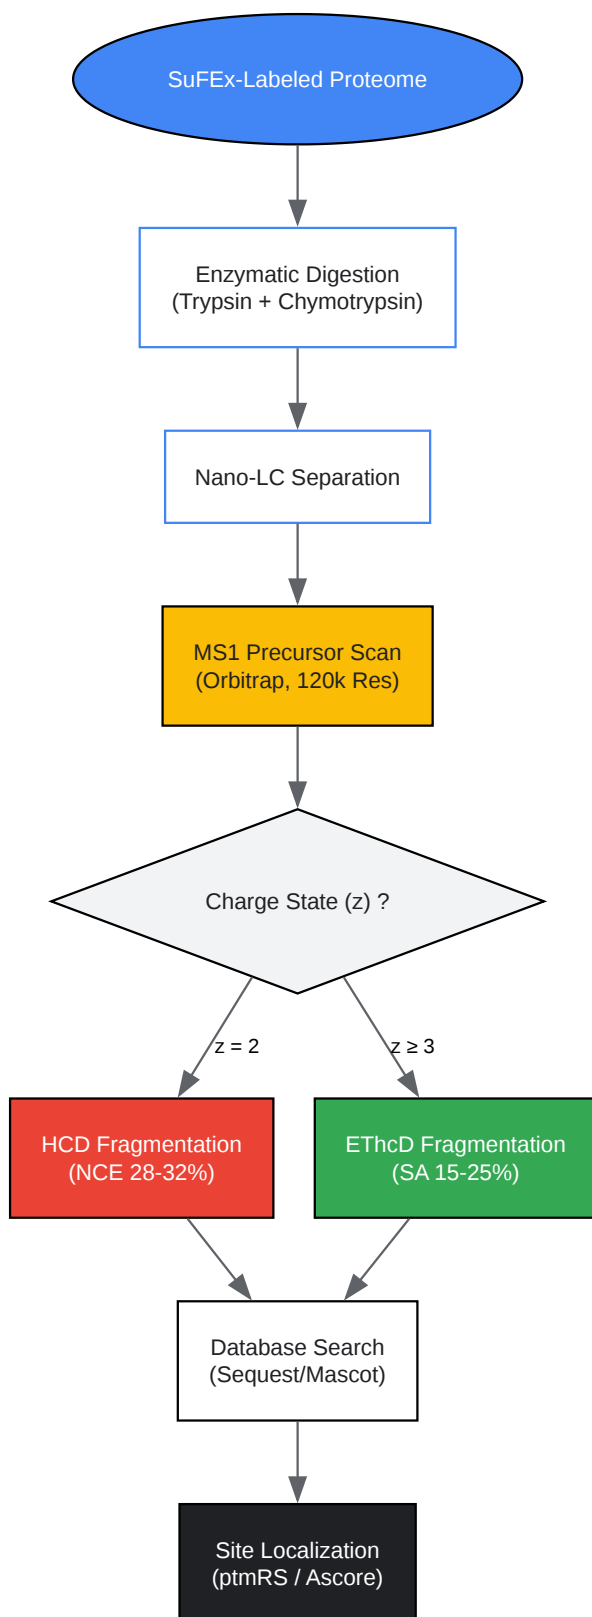 SuFEx-Labeled Proteome
Enzymatic Digestion
(Trypsin + Chymotrypsin)
Nano-LC Separation
MS1 Precursor Scan
(Orbitrap, 120k Res)
Charge State (z) ?
z = 2
z ≥ 3
HCD Fragmentation
(NCE 28-32%)
EThcD Fragmentation
(SA 15-25%)
Database Search
(Sequest/Mascot)
Site Localization
(ptmRS / Ascore)